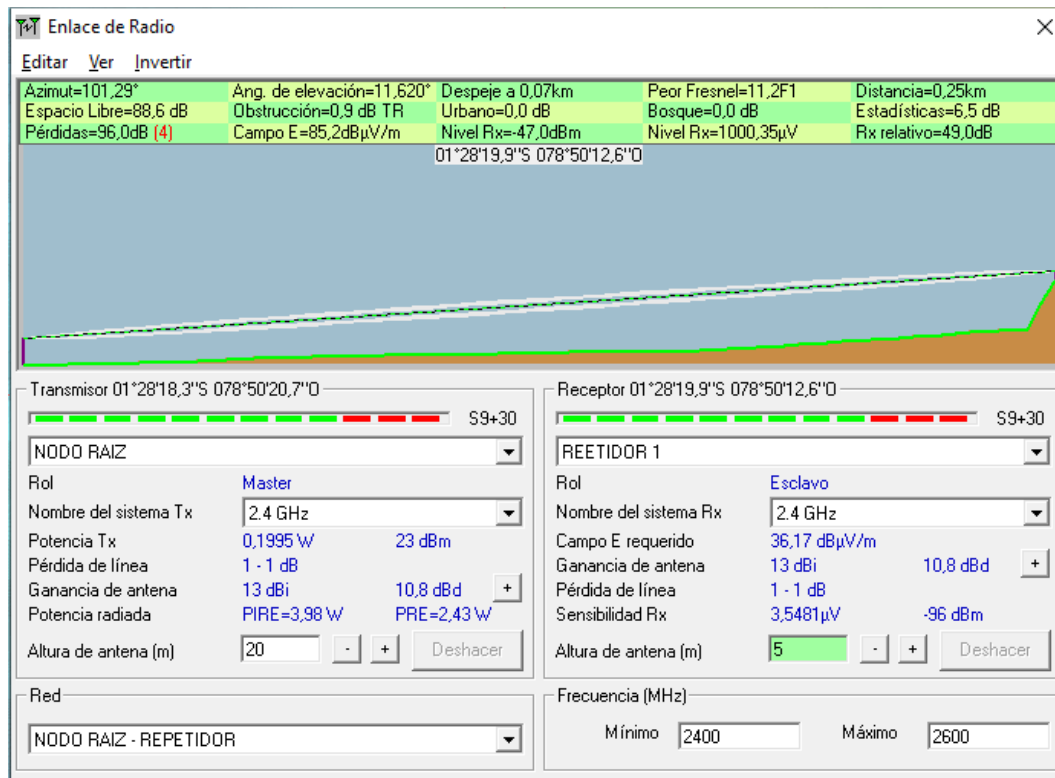 Enlace de Radio
Editar Ver Invertir
Azimut=101,29° Ang. de elevación=11,620° Despeje a 0,07km Peor Fresnel=11,2F1 Distancia=0,25km
Espacio Libre=88,6 dB Obstrucción=0,9 dB TR Urbano=0,0 dB Bosque=0,0 dB Estadísticas=6,5 dB
Pérdidas=96,0dB (4) Campo E=85,2dBµV/m Nivel Rx=-47,0dBm Nivel Rx=1000,35µV Rx relativo=49,0dB
01°28'19,9''S 078°50'12,6''O
Transmisor 01°28'18,3''S 078°50'20,7''O
S9+30
NODO RAIZ
Rol Master
Nombre del sistema Tx 2.4 GHz
Potencia Tx 0,1995 W 23 dBm
Pérdida de línea 1 - 1 dB
Ganancia de antena 13 dBi 10,8 dBd +
Potencia radiada PIRE=3,98 W PRE=2,43 W
Altura de antena (m) 20 - + Deshacer
Receptor 01°28'19,9''S 078°50'12,6''O
S9+30
REETIDOR 1
Rol Esclavo
Nombre del sistema Rx 2.4 GHz
Campo E requerido 36,17 dBµV/m
Ganancia de antena 13 dBi 10,8 dBd +
Pérdida de línea 1 - 1 dB
Sensibilidad Rx 3,5481µV -96 dBm
Altura de antena (m) 5 - + Deshacer
Red
NODO RAIZ - REPETIDOR
Frecuencia (MHz)
Mínimo 2400 Máximo 2600